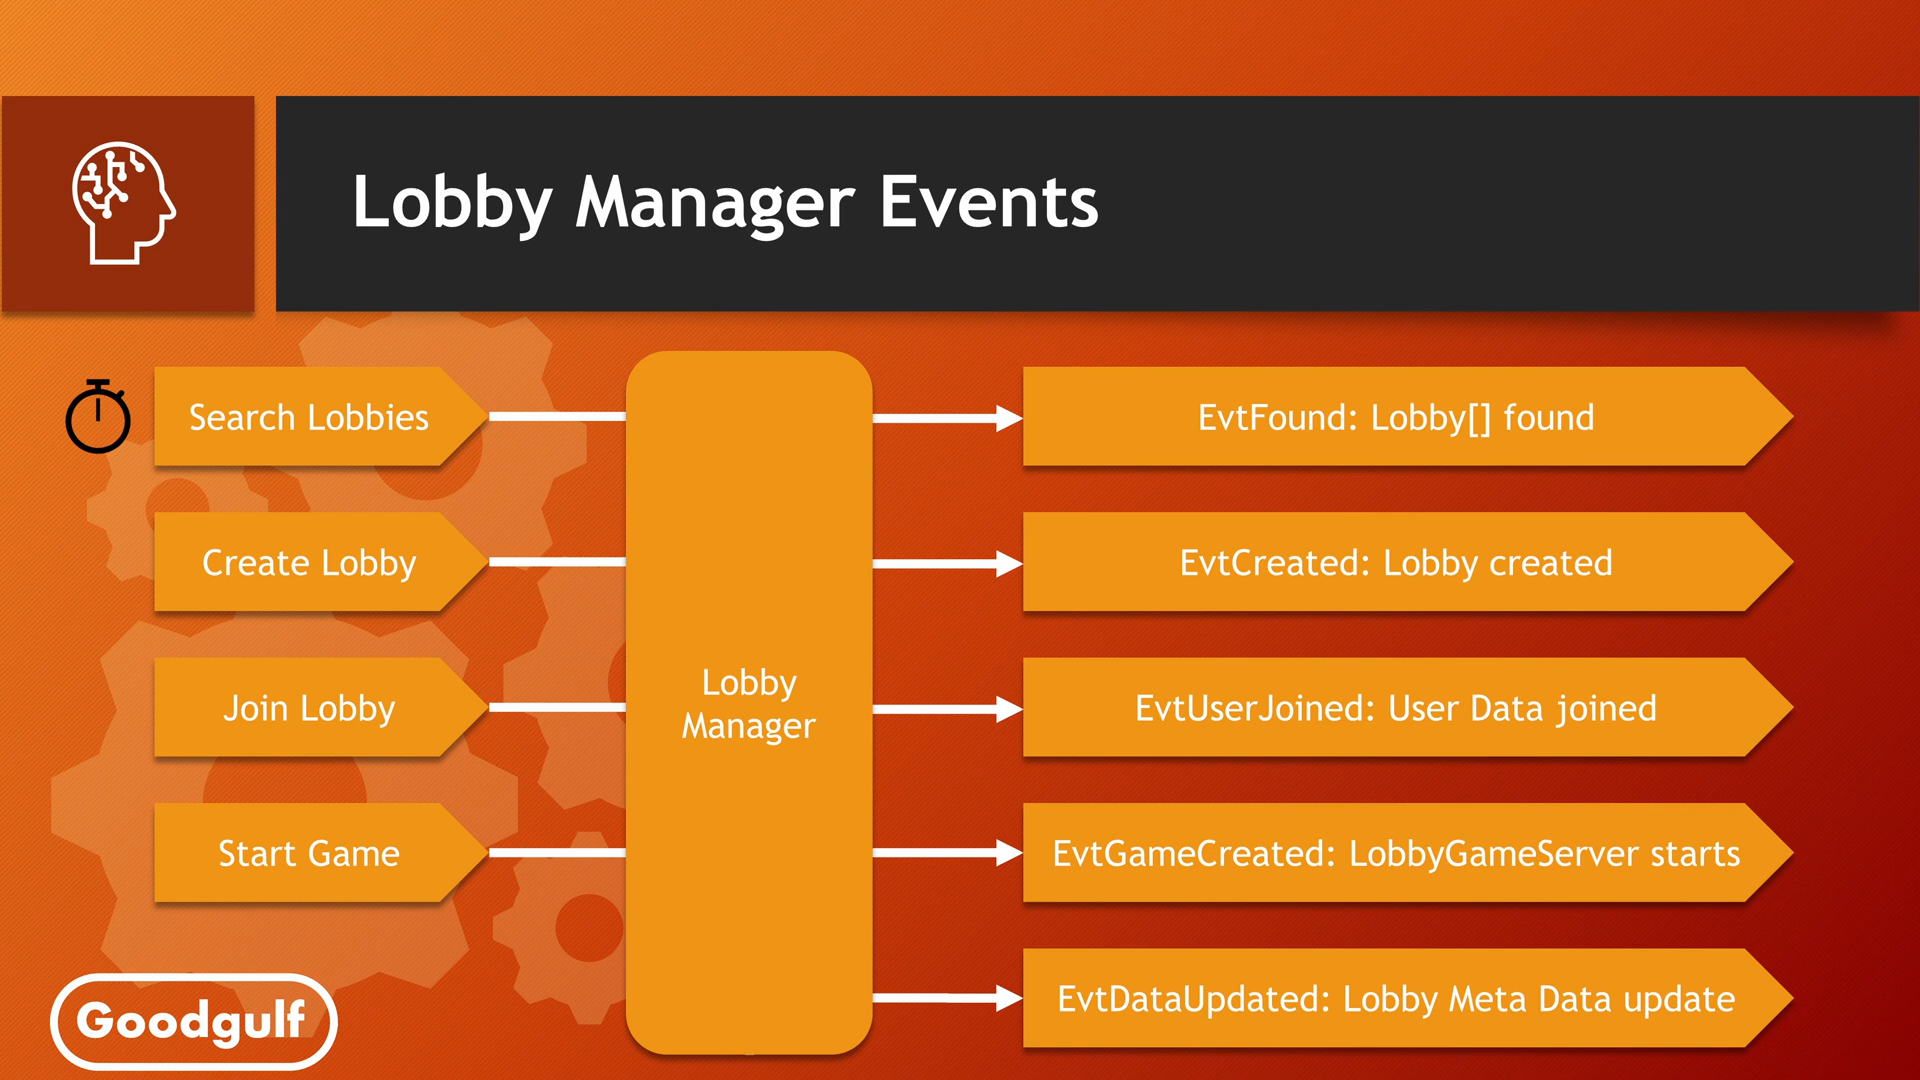 Lobby Manager Events
Search Lobbies
EvtFound: Lobby[] found
Create Lobby
EvtCreated: Lobby created
Join Lobby
Lobby
Manager
EvtUserJoined: User Data joined
Start Game
EvtGameCreated: LobbyGameServer starts
EvtDataUpdated: Lobby Meta Data update
Goodgulf